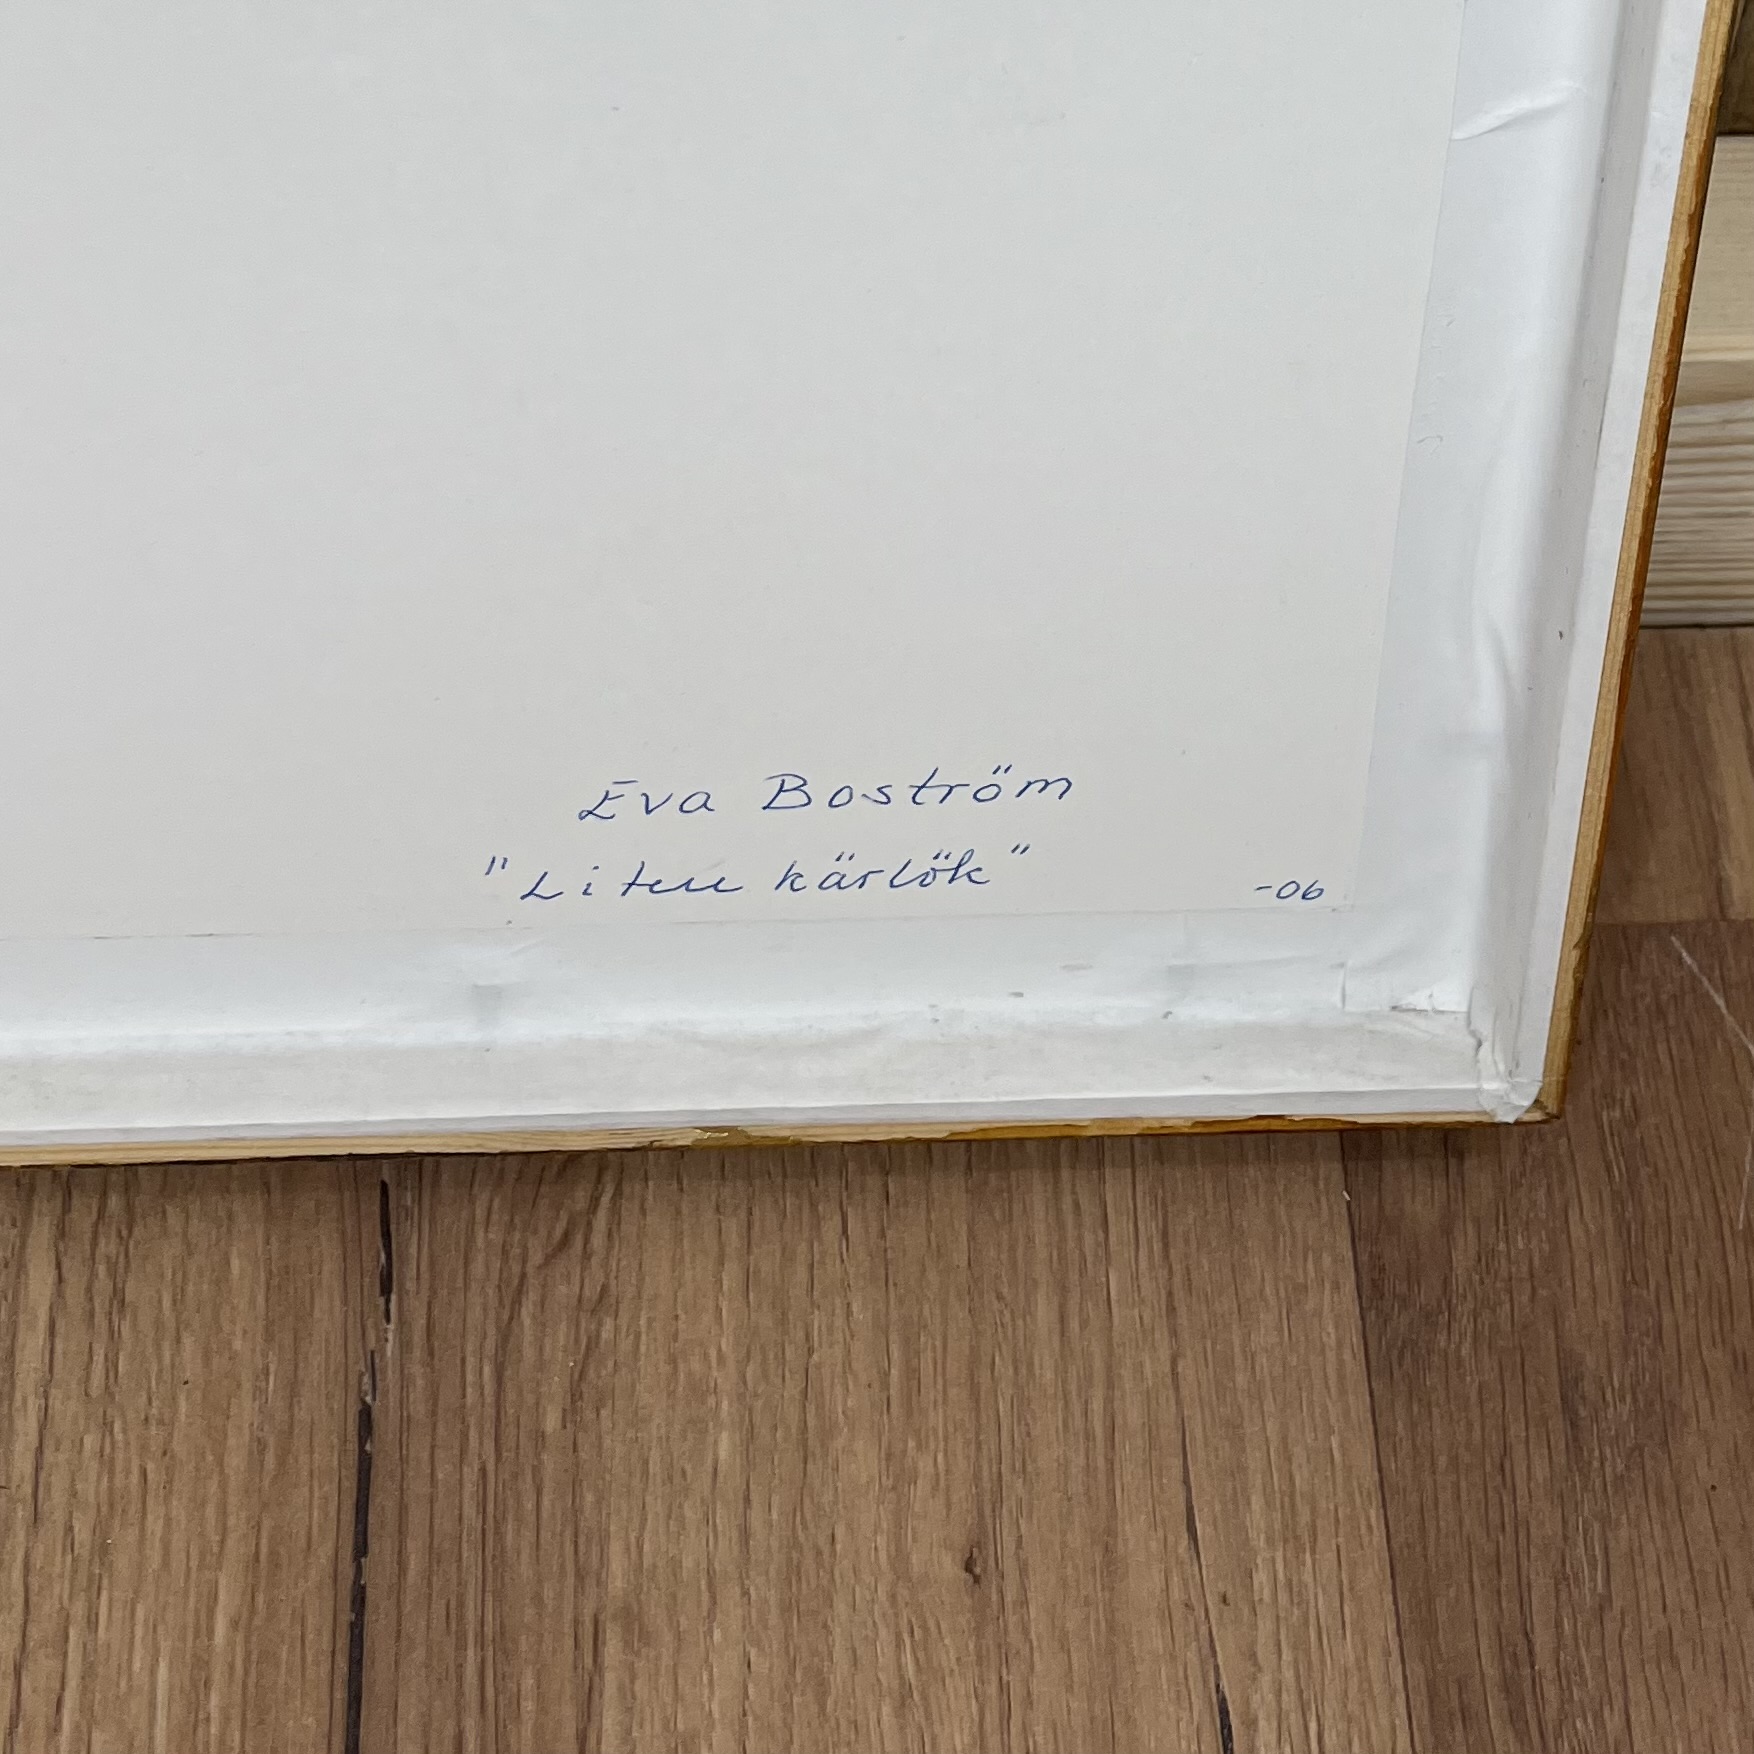 Eva Boström
"Liten kärlök"
-06